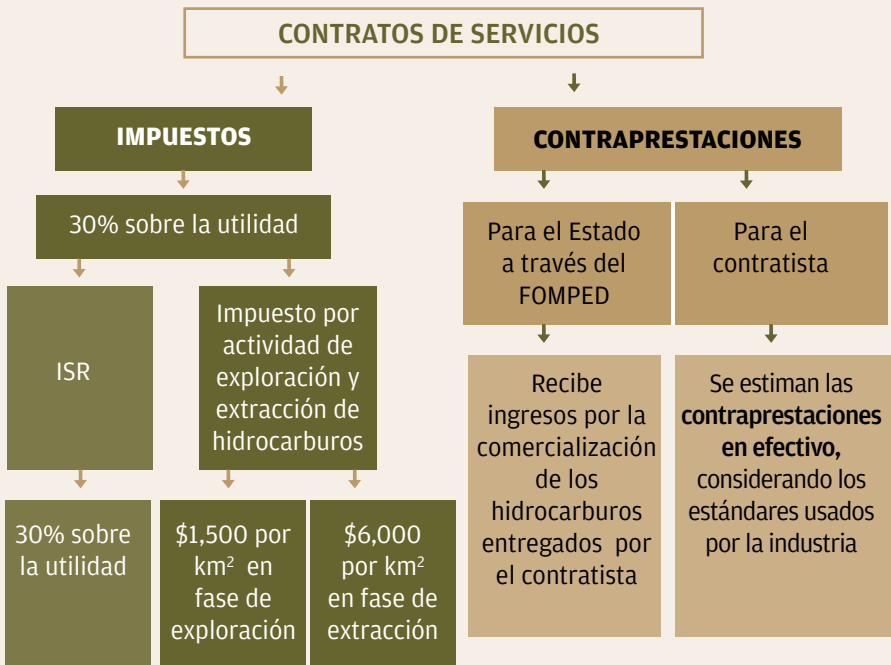 CONTRATOS DE SERVICIOS
IMPUESTOS
30% sobre la utilidad
ISR
Impuesto por
actividad de
exploración y
extracción de
hidrocarburos
30% sobre
la utilidad
$1,500 por
km² en
fase de
exploración
$6,000
por km²
en fase de
extracción
CONTRAPRESTACIONES
Para el Estado
a través del
FOMPED
Para el
contratista
Recibe
ingresos por la
comercialización
de los
hidrocarburos
entregados por
el contratista
Se estiman las
contraprestaciones
en efectivo,
considerando los
estándares usados
por la industria